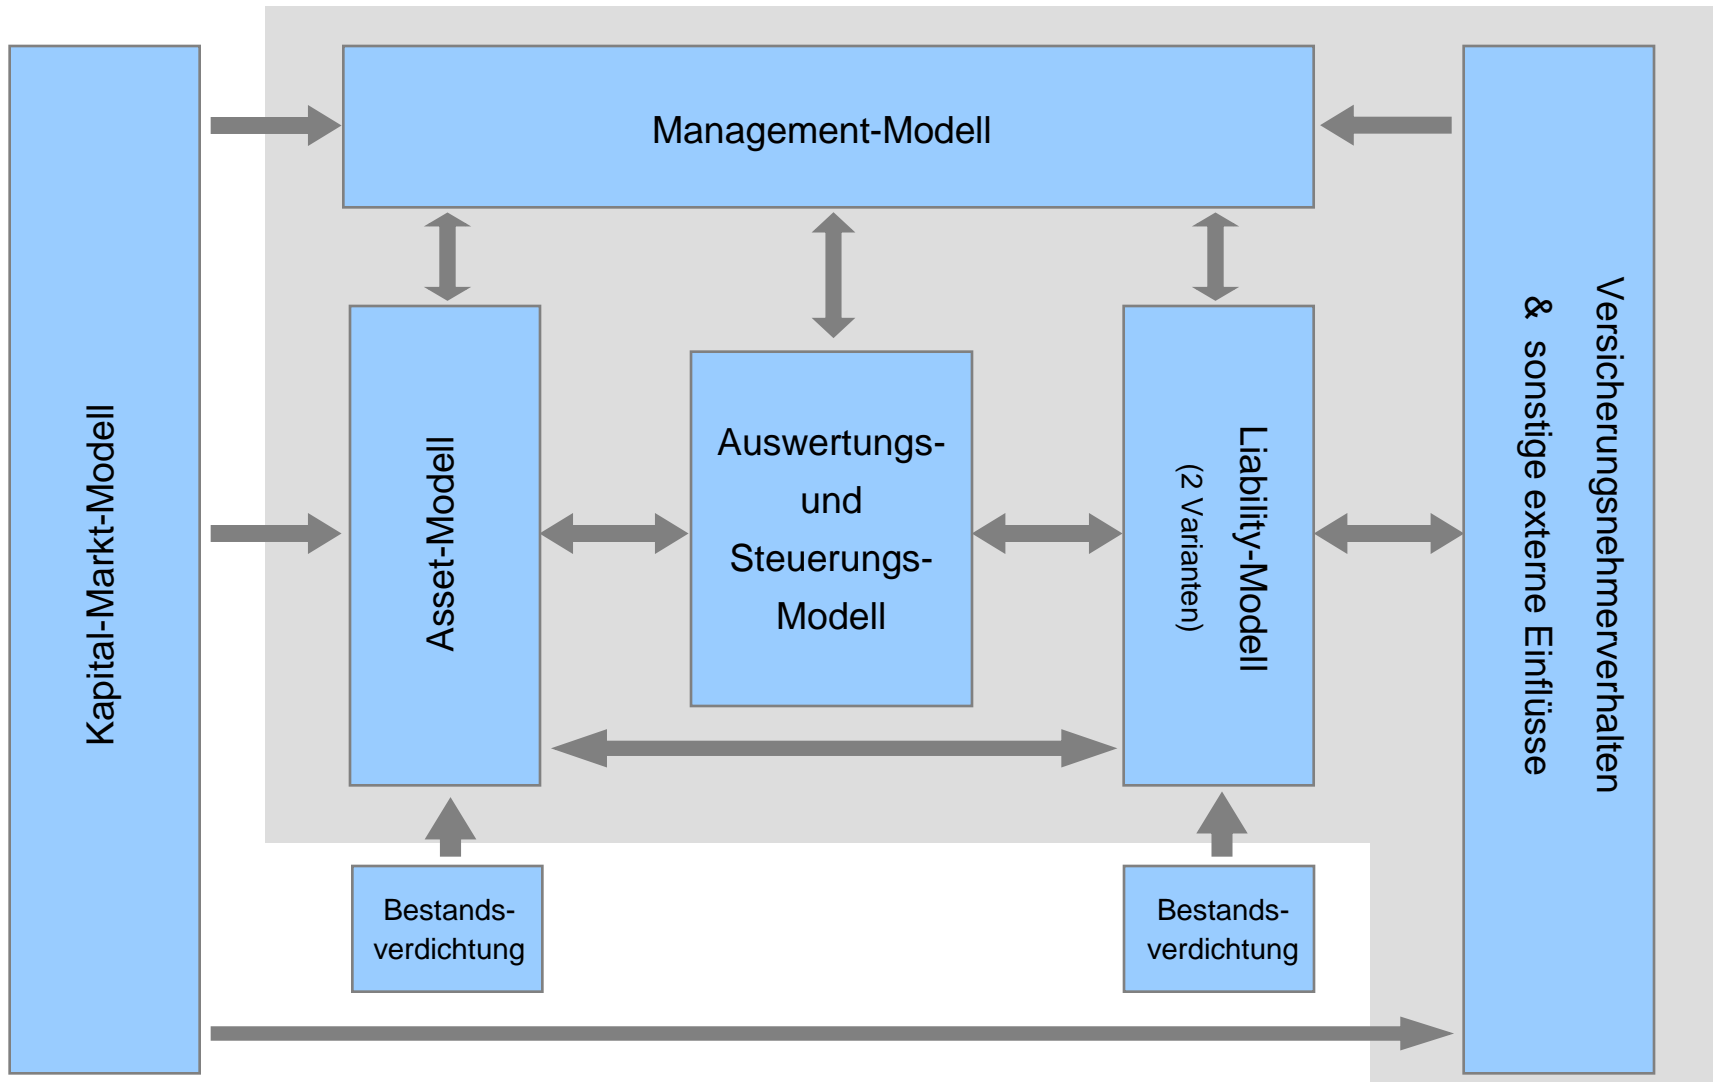 Management-Modell
Kapital-Markt-Modell
Asset-Modell
Auswertungs-
und
Steuerungs-
Modell
Liability-Modell
(2 Varianten)
Versicherungsnehmerverhalten
& sonstige externe Einflüsse
Bestands-
verdichtung
Bestands-
verdichtung